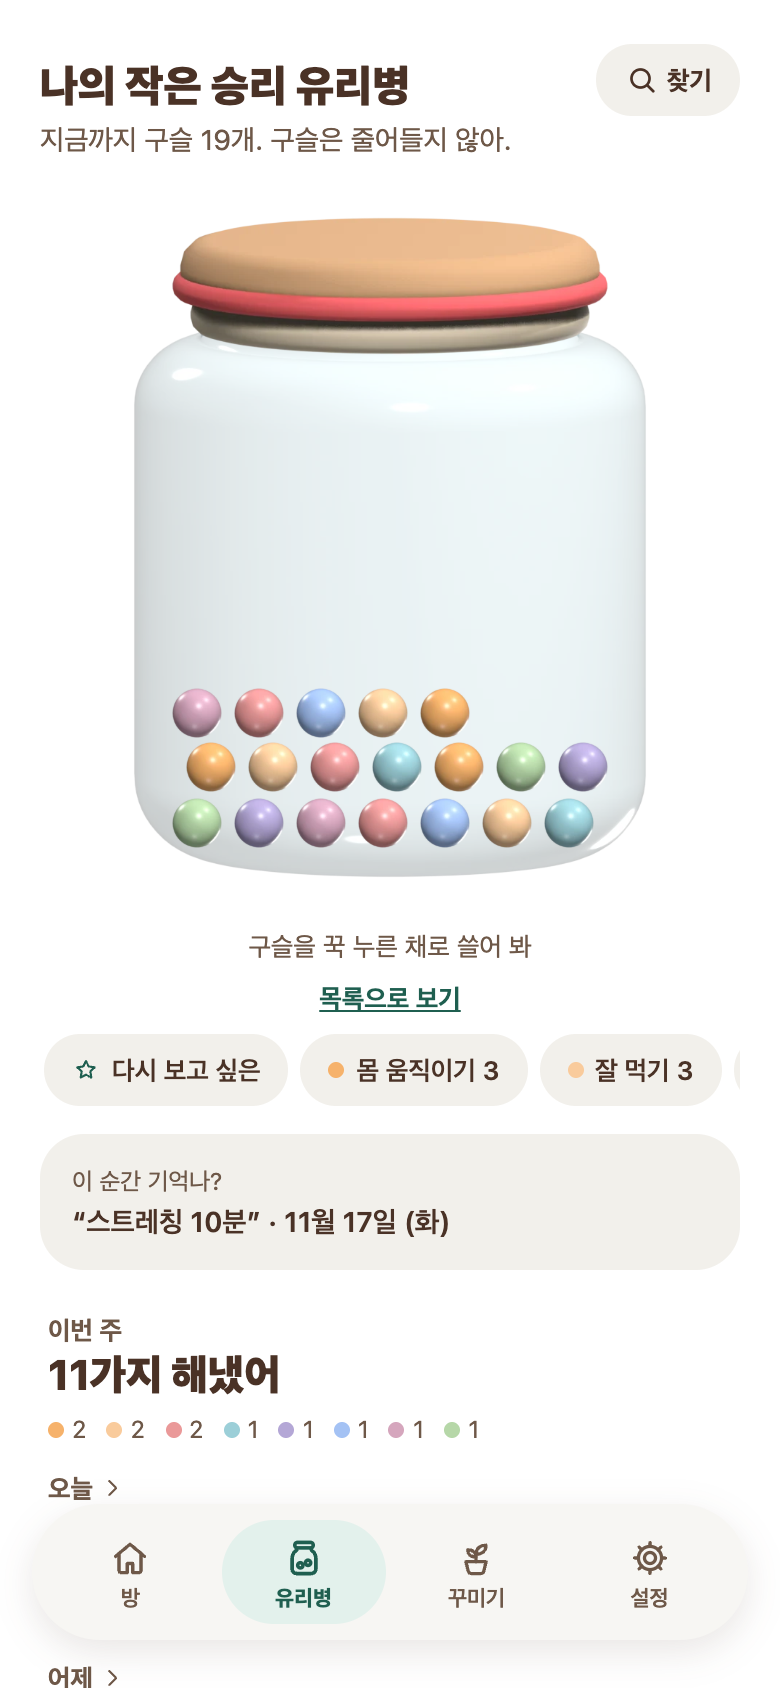 나의 작은 승리 유리병
찾기
지금까지 구슬 19개. 구슬은 줄어들지 않아.
구슬을 꾹 누른 채로 쓸어 봐
목록으로 보기
다시 보고 싶은
몸 움직이기 3
잘 먹기 3
이 순간 기억나?
“스트레칭 10분” · 11월 17일 (화)
이번 주
11가지 해냈어
2 2 2 1 1 1 1 1
오늘
방
유리병
꾸미기
설정
어제